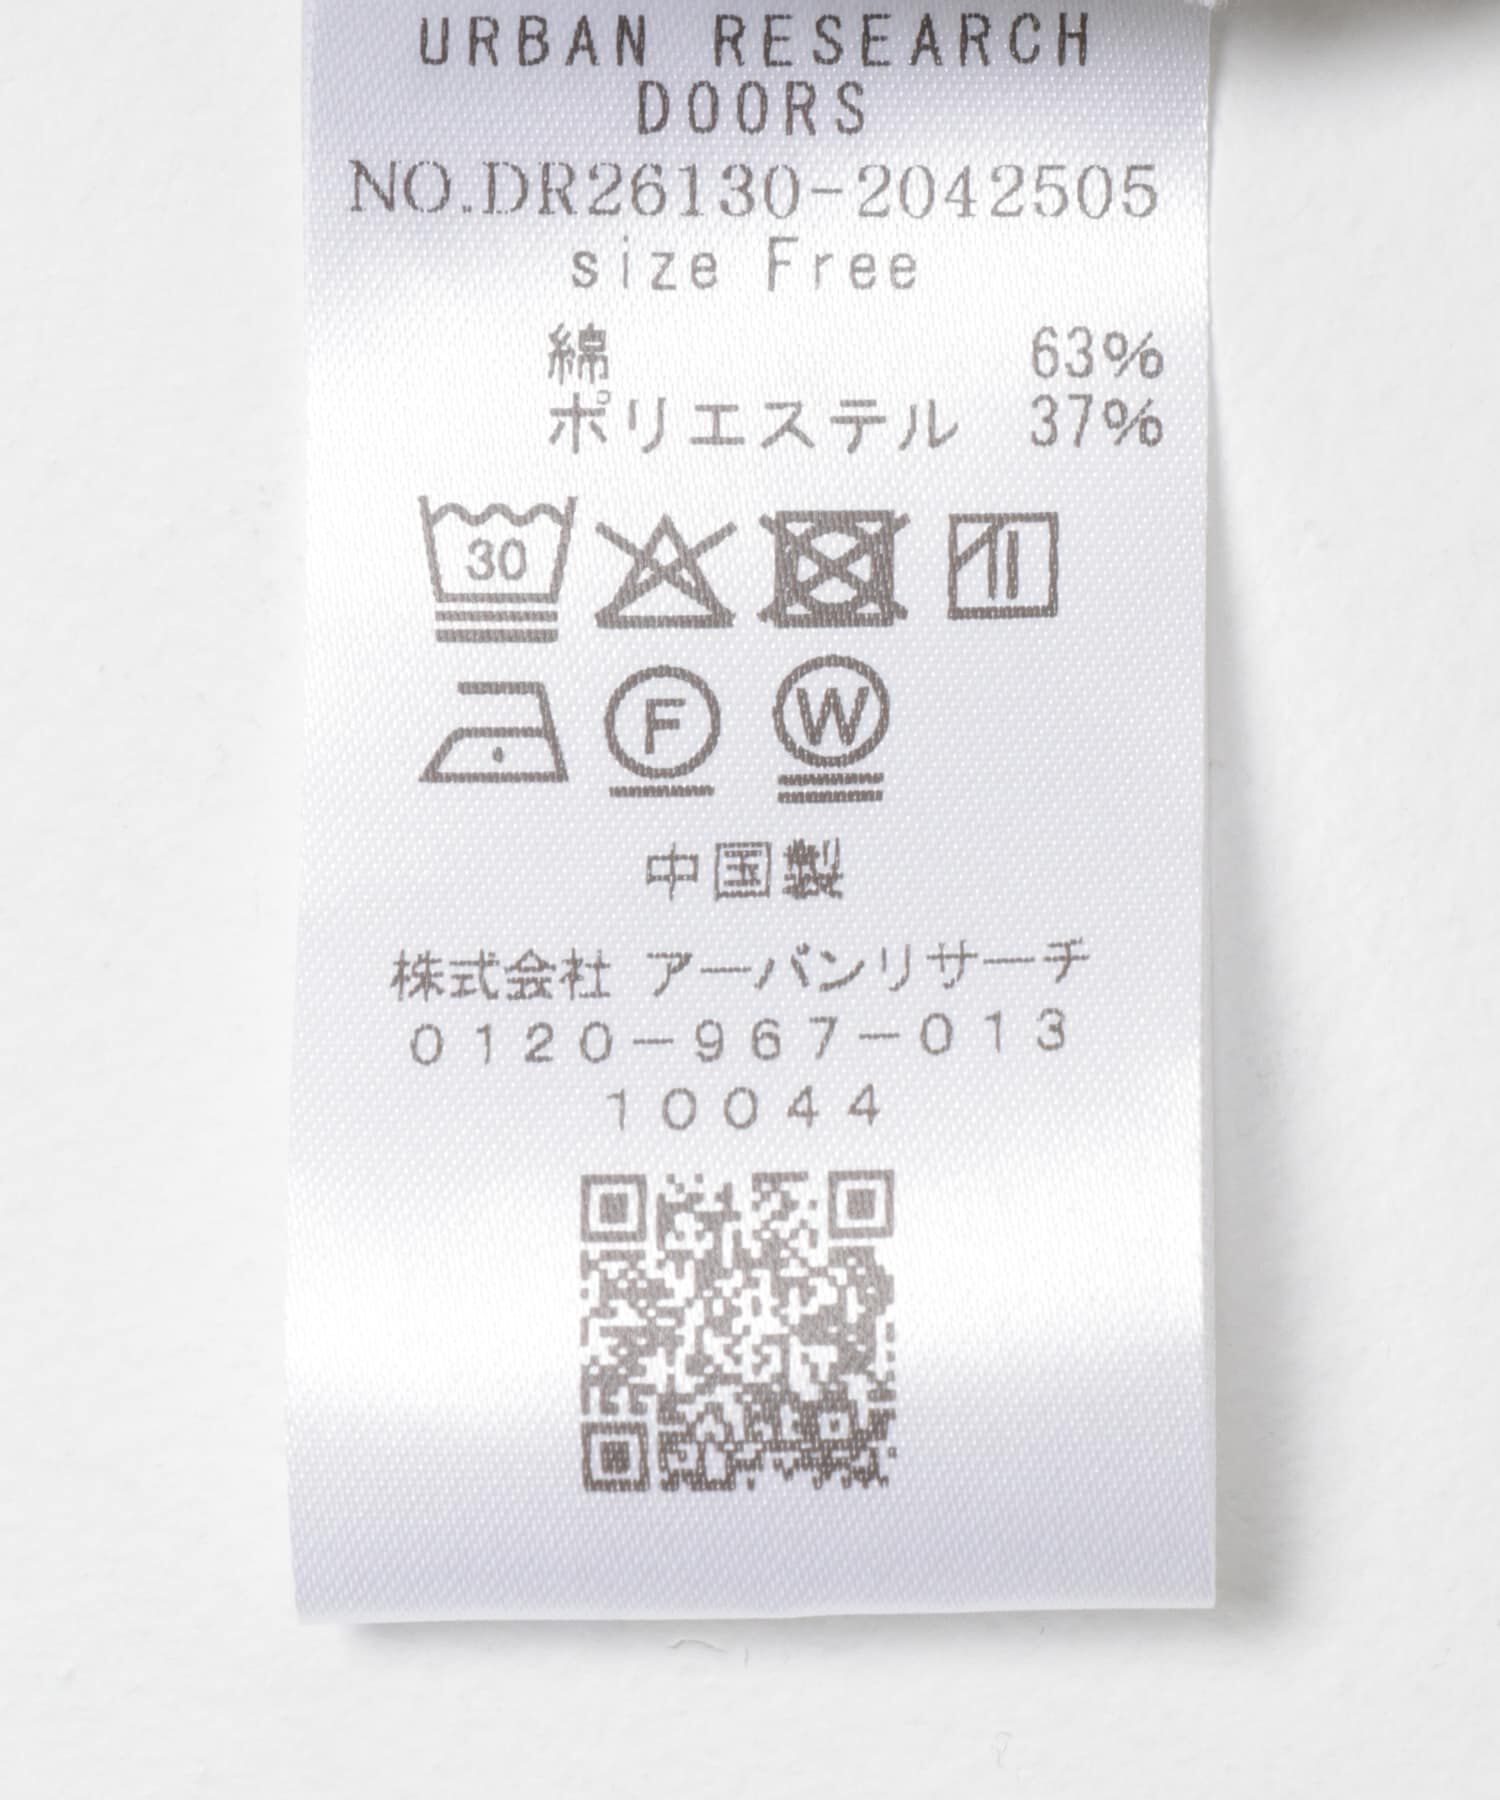 URBAN RESEARCH
DOORS
NO.DR26130-2042505
size Free
綿 63%
ポリエステル 37%
30
F
W
中国製
株式会社 アーバンリサーチ
0120-967-013
10044